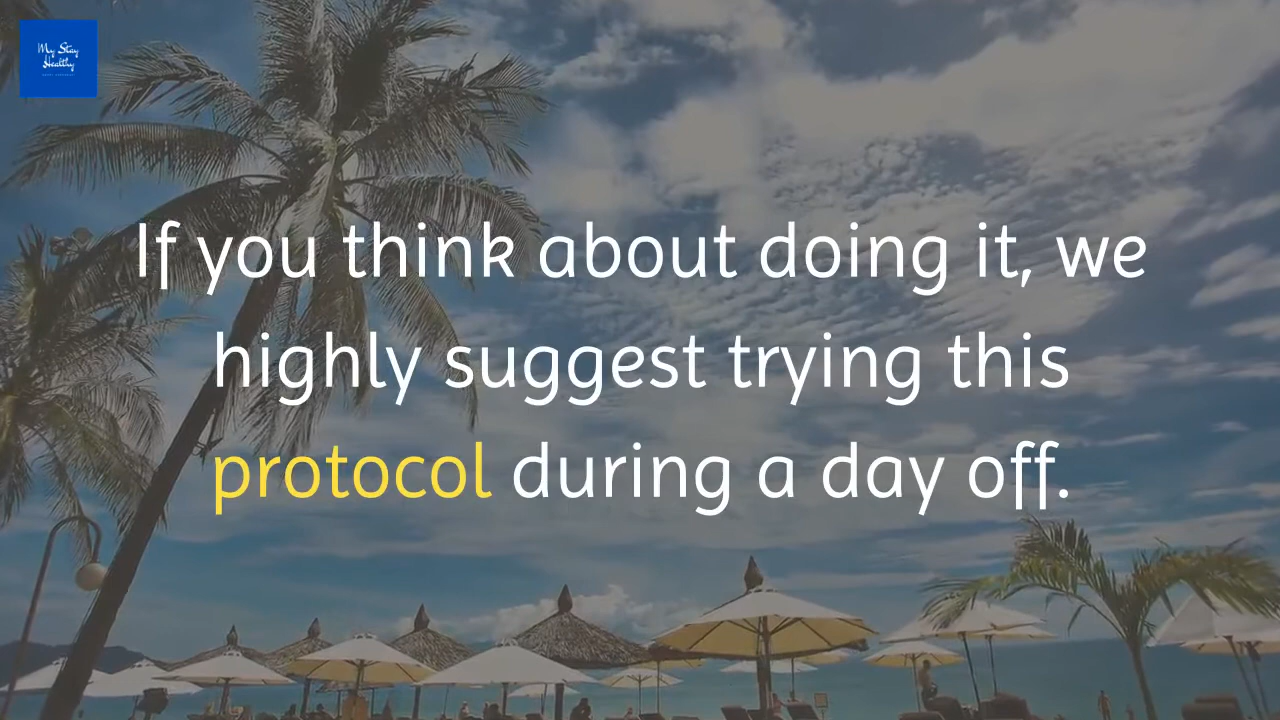 My Stay
Healthy
If you think about doing it, we
highly suggest trying this
protocol during a day off.